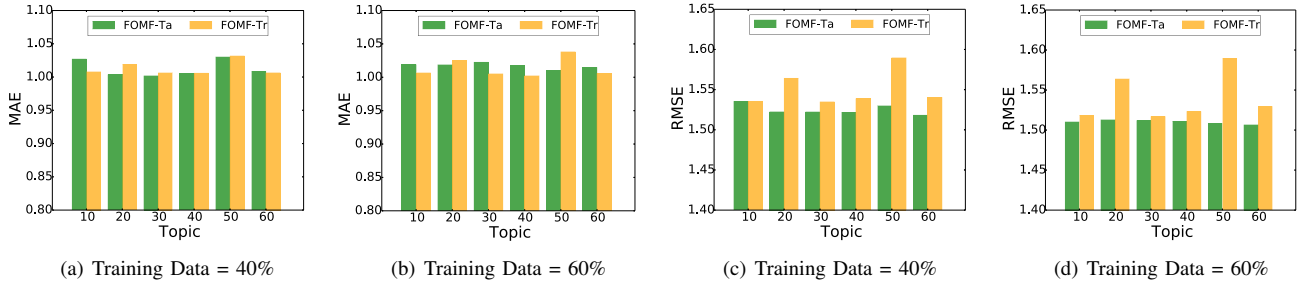 1.10
1.05
1.00
0.95
0.90
0.85
0.80
MAE
FOMF-Ta FOMF-Tr
10 20 30 40 50 60
Topic
(a) Training Data = 40%
1.10
1.05
1.00
0.95
0.90
0.85
0.80
MAE
FOMF-Ta FOMF-Tr
10 20 30 40 50 60
Topic
(b) Training Data = 60%
1.65
1.60
1.55
1.50
1.45
1.40
RMSE
FOMF-Ta FOMF-Tr
10 20 30 40 50 60
Topic
(c) Training Data = 40%
1.65
1.60
1.55
1.50
1.45
1.40
RMSE
FOMF-Ta FOMF-Tr
10 20 30 40 50 60
Topic
(d) Training Data = 60%